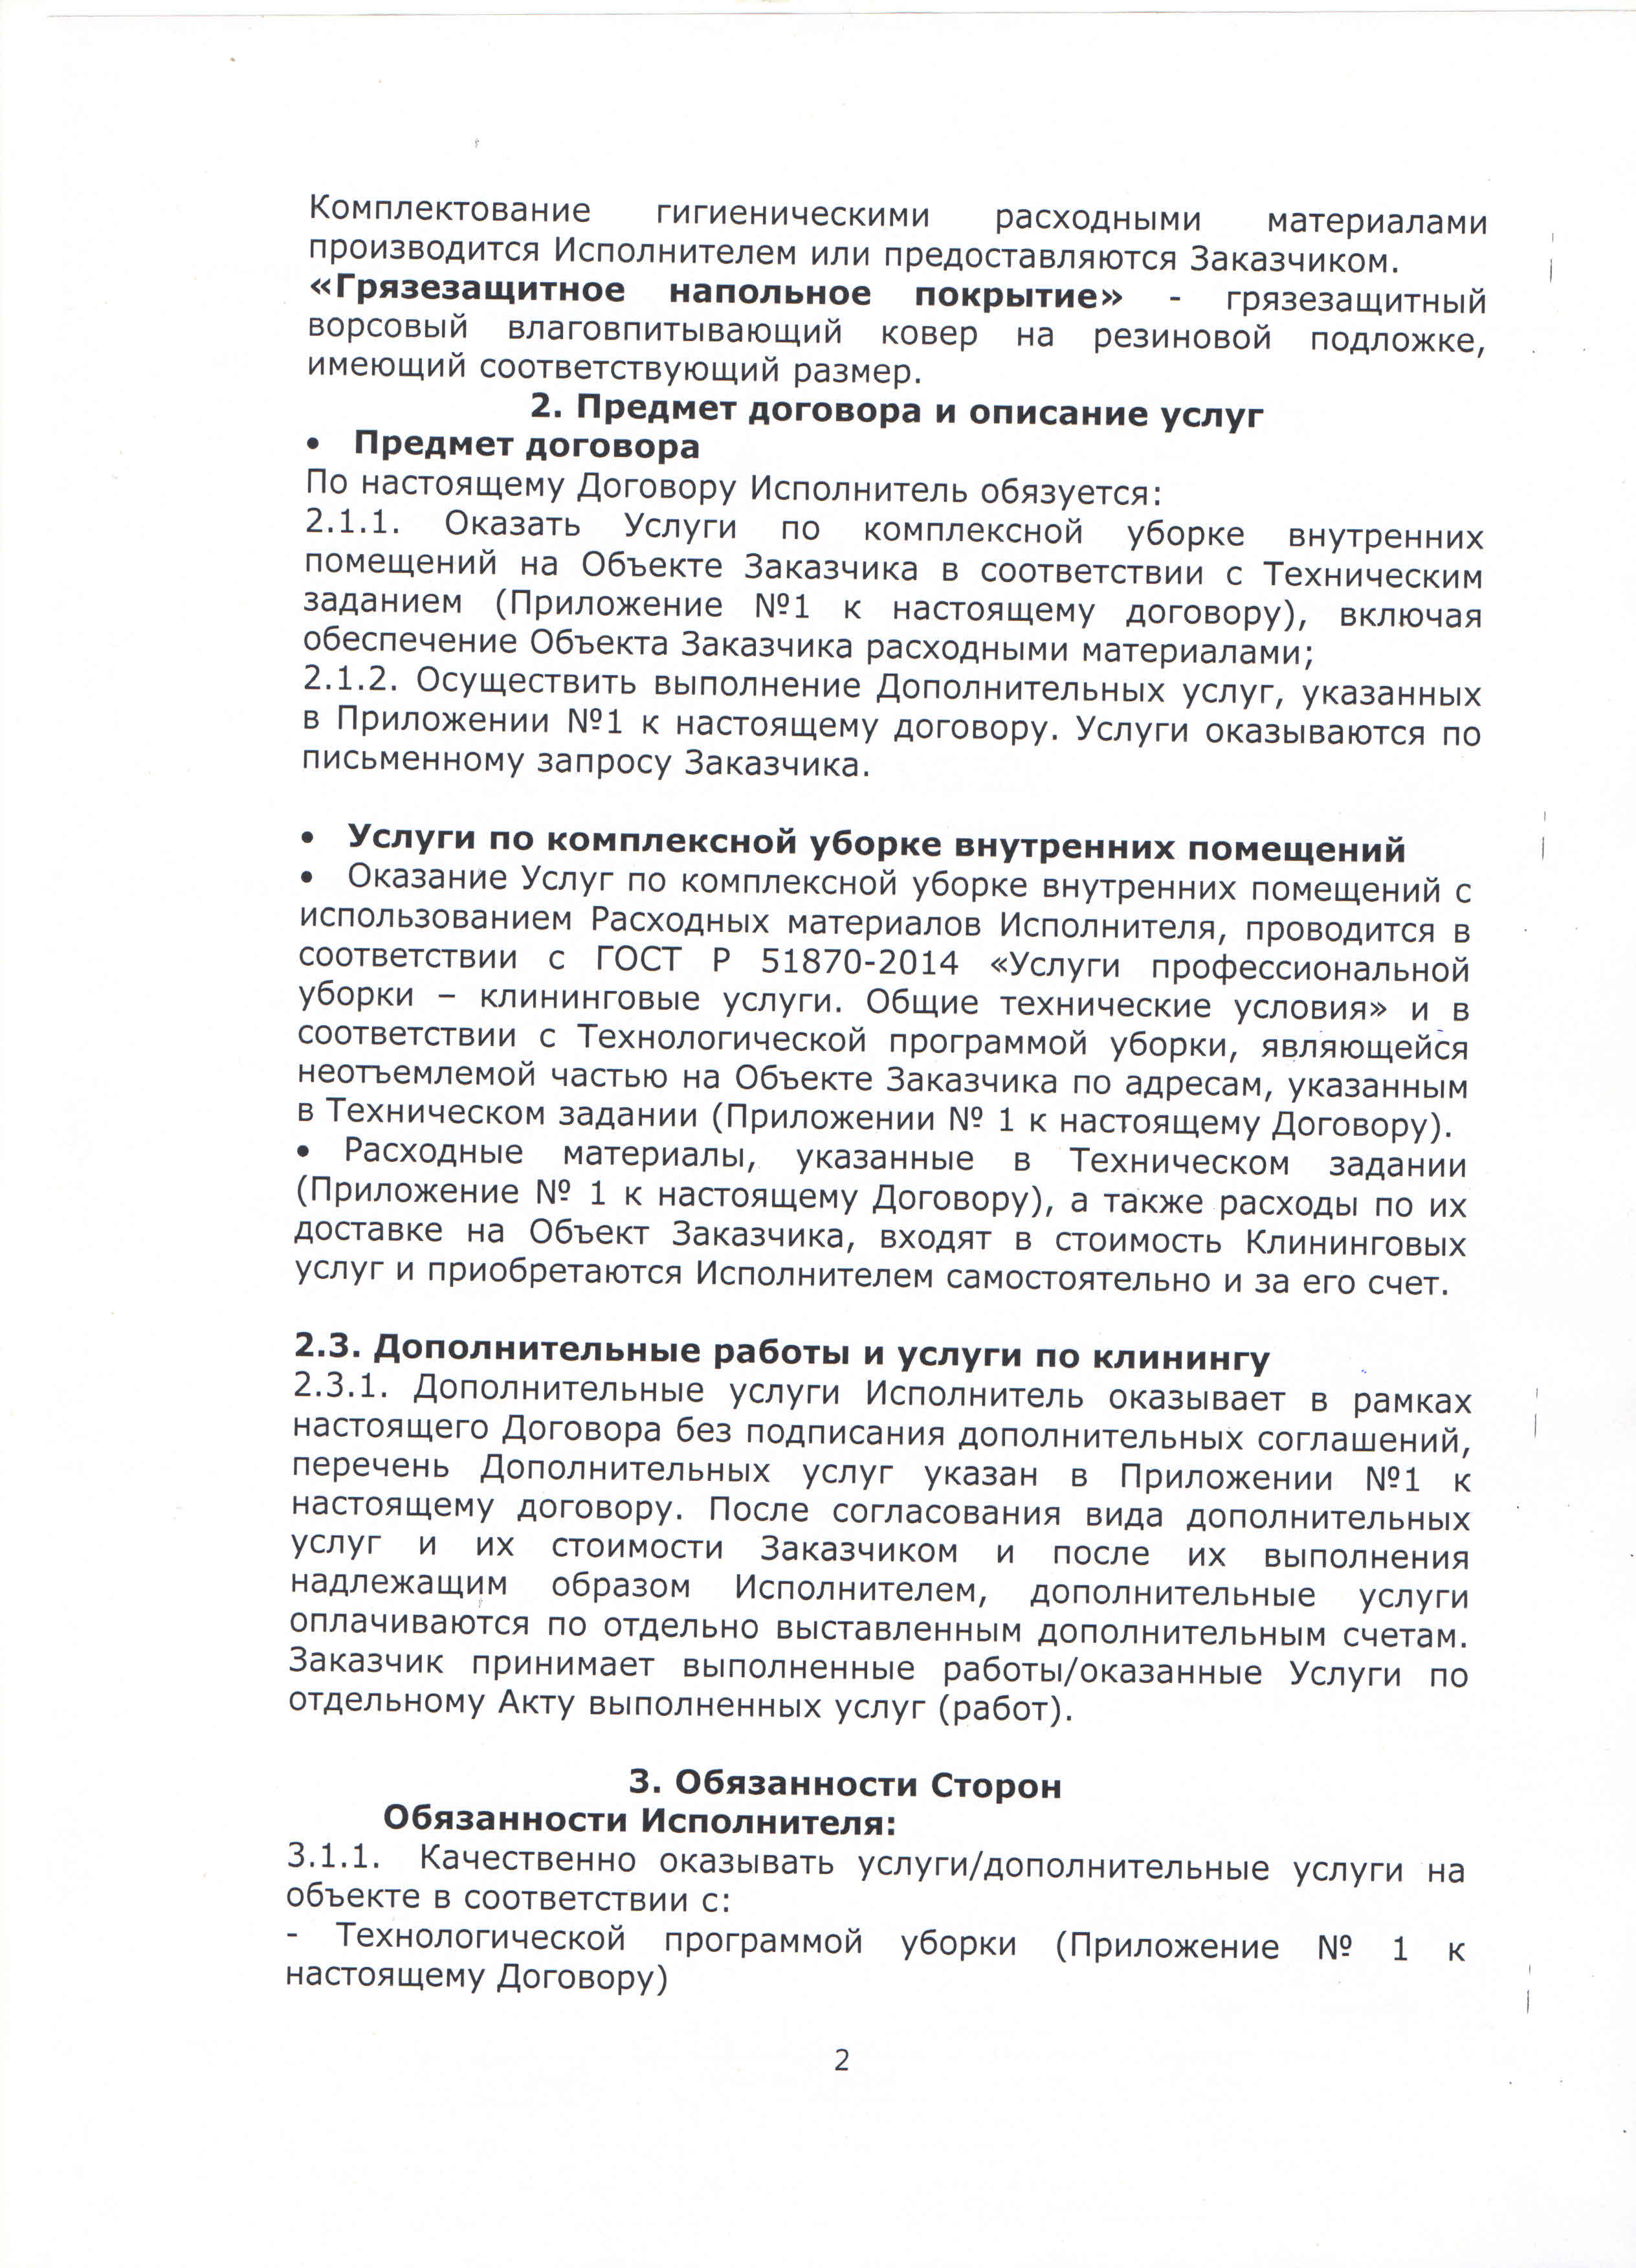 Комплектование гигиеническими расходными материалами
производится Исполнителем или предоставляются Заказчиком.
«Грязезащитное напольное покрытие» - грязезащитный
ворсовый влаговпитывающий ковер на резиновой подложке,
имеющий соответствующий размер.
2. Предмет договора и описание услуг
• Предмет договора
По настоящему Договору Исполнитель обязуется:
2.1.1. Оказать Услуги по комплексной уборке внутренних
помещений на Объекте Заказчика в соответствии с Техническим
заданием (Приложение №1 к настоящему договору), включая
обеспечение Объекта Заказчика расходными материалами;
2.1.2. Осуществить выполнение Дополнительных услуг, указанных
в Приложении №1 к настоящему договору. Услуги оказываются по
письменному запросу Заказчика.
• Услуги по комплексной уборке внутренних помещений
• Оказание Услуг по комплексной уборке внутренних помещений с
использованием Расходных материалов Исполнителя, проводится в
соответствии с ГОСТ Р 51870-2014 «Услуги профессиональной
уборки – клининговые услуги. Общие технические условия» и в
соответствии с Технологической программой уборки, являющейся
неотъемлемой частью на Объекте Заказчика по адресам, указанным
в Техническом задании (Приложении № 1 к настоящему Договору).
• Расходные материалы, указанные в Техническом задании
(Приложение № 1 к настоящему Договору), а также расходы по их
доставке на Объект Заказчика, входят в стоимость Клининговых
услуг и приобретаются Исполнителем самостоятельно и за его счет.
2.3. Дополнительные работы и услуги по клинингу
2.3.1. Дополнительные услуги Исполнитель оказывает в рамках
настоящего Договора без подписания дополнительных соглашений,
перечень Дополнительных услуг указан в Приложении №1 к
настоящему договору. После согласования вида дополнительных
услуг и их стоимости Заказчиком и после их выполнения
надлежащим образом Исполнителем, дополнительные услуги
оплачиваются по отдельно выставленным дополнительным счетам.
Заказчик принимает выполненные работы/оказанные Услуги по
отдельному Акту выполненных услуг (работ).
3. Обязанности Сторон
Обязанности Исполнителя:
3.1.1. Качественно оказывать услуги/дополнительные услуги на
объекте в соответствии с:
- Технологической программой уборки (Приложение № 1 к
настоящему Договору)
2